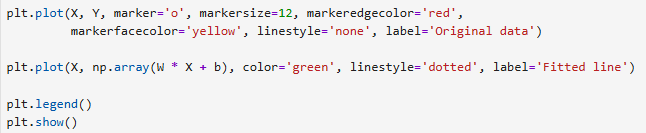 plt.plot(X, Y, marker='o', markersize=12, markeredgecolor='red',
         markerfacecolor='yellow', linestyle='none', label='Original data')
plt.plot(X, np.array(W * X + b), color='green', linestyle='dotted', label='Fitted line')
plt.legend()
plt.show()